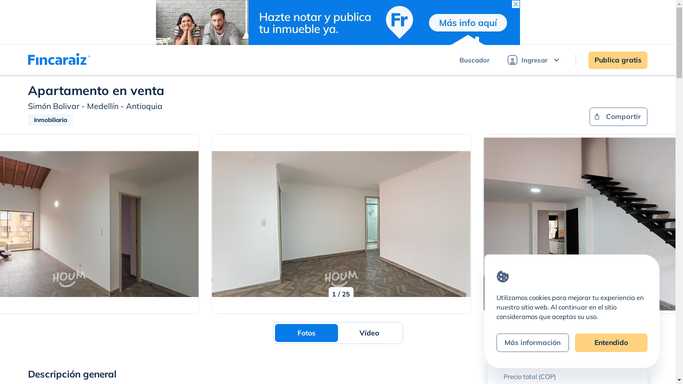 Hazte notar y publica
tu inmueble ya.
Fr
Más info aquí
Fincaraiz
Buscador
Ingresar
Publica gratis
Apartamento en venta
Simón Bolivar - Medellín - Antioquia
Inmobiliaria
Compartir
HOUM
HOUM
1 / 25
Fotos
Video
Utilizamos cookies para mejorar tu experiencia en
nuestro sitio web. Al continuar en el sitio
consideramos que aceptas su uso.
Más información
Entendido
Precio total (COP)
Descripción general